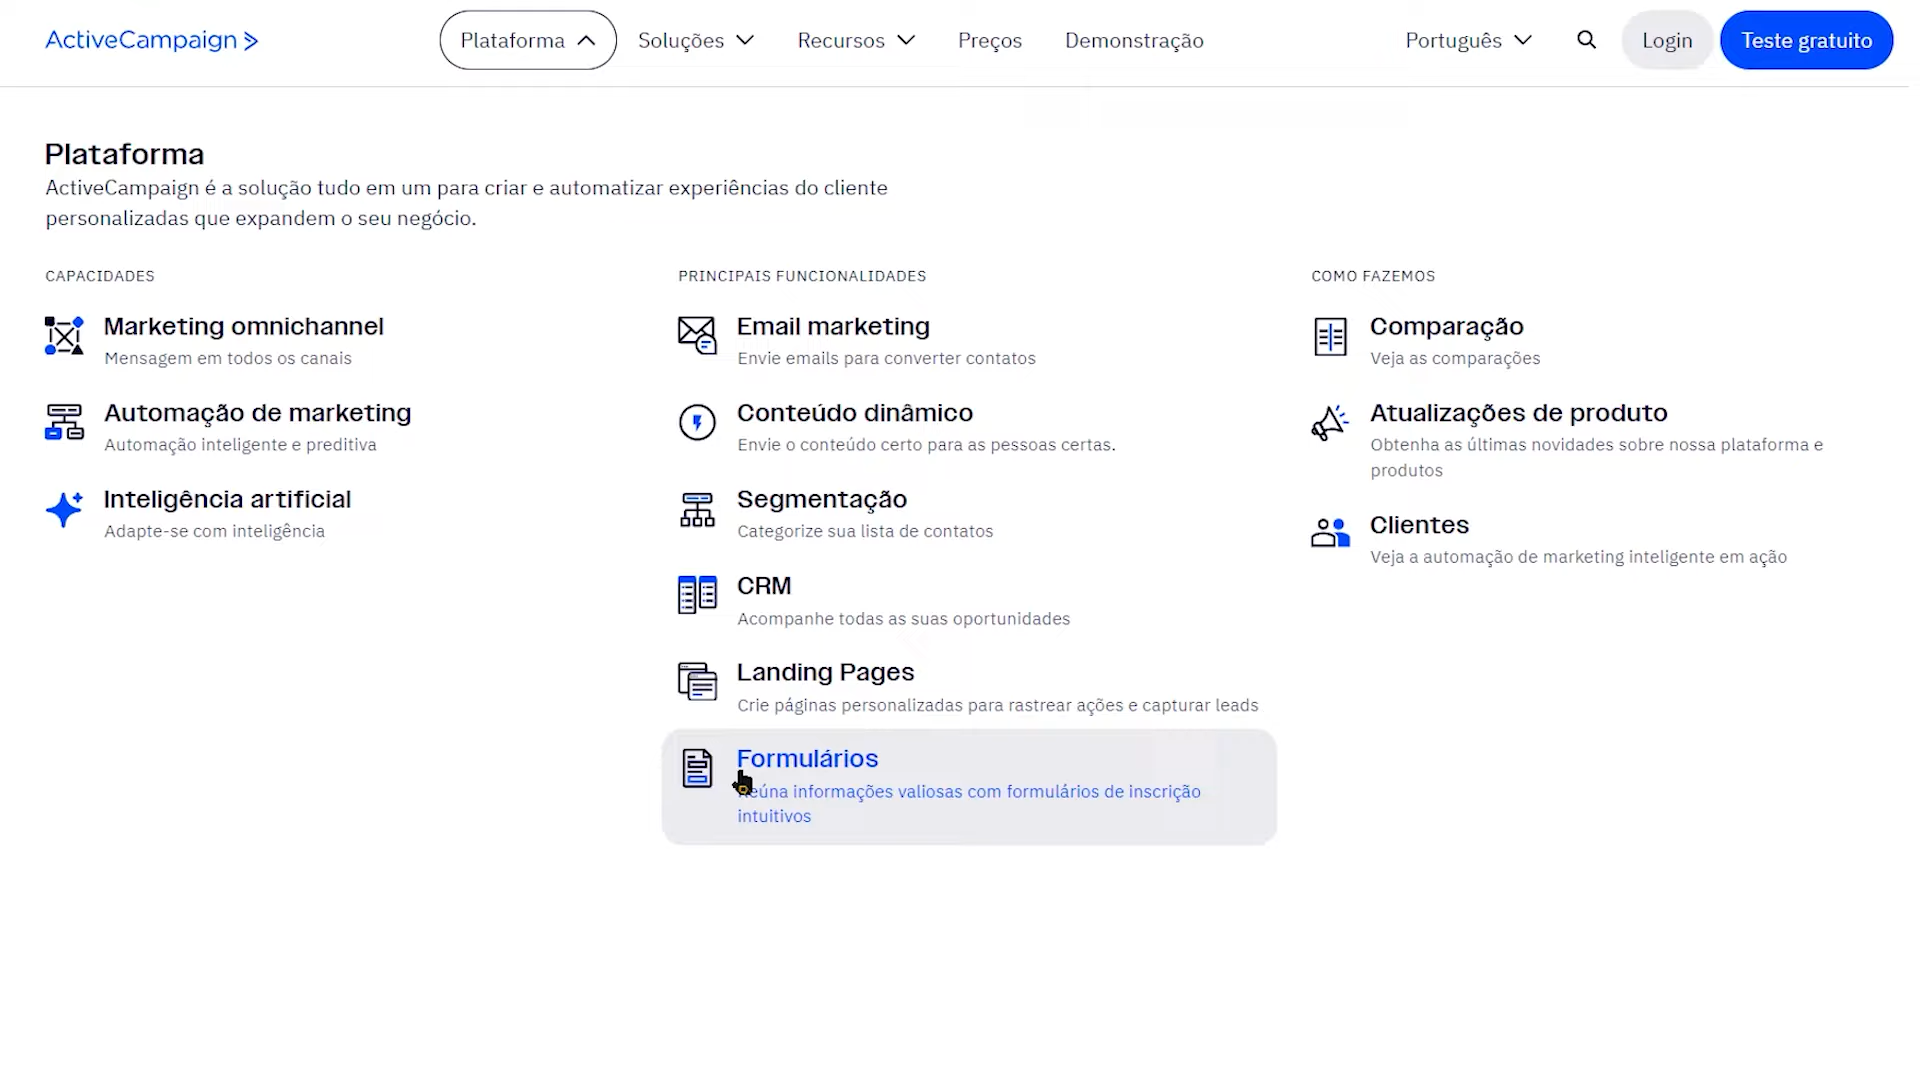 ActiveCampaign
Plataforma
Soluções
Recursos
Preços
Demonstração
Português
Login
Teste gratuito
Plataforma
ActiveCampaign é a solução tudo em um para criar e automatizar experiências do cliente
personalizadas que expandem o seu negócio.
CAPACIDADES
Marketing omnichannel
Mensagem em todos os canais
Automação de marketing
Automação inteligente e preditiva
Inteligência artificial
Adapte-se com inteligência
PRINCIPAIS FUNCIONALIDADES
Email marketing
Envie emails para converter contatos
Conteúdo dinâmico
Envie o conteúdo certo para as pessoas certas.
Segmentação
Categorize sua lista de contatos
CRM
Acompanhe todas as suas oportunidades
Landing Pages
Crie páginas personalizadas para rastrear ações e capturar leads
Formulários
Reúna informações valiosas com formulários de inscrição
intuitivos
COMO FAZEMOS
Comparação
Veja as comparações
Atualizações de produto
Obtenha as últimas novidades sobre nossa plataforma e
produtos
Clientes
Veja a automação de marketing inteligente em ação